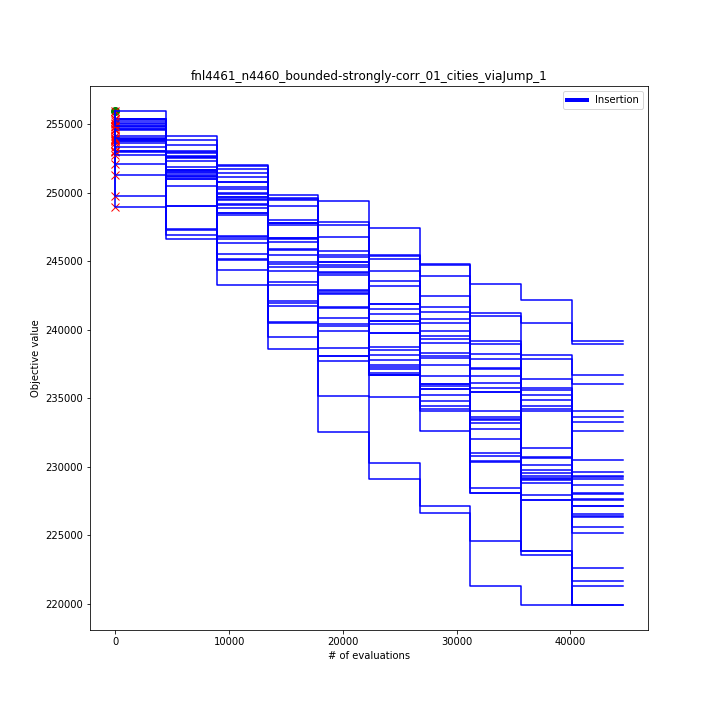 fnl4461_n4460_bounded-strongly-corr_01_cities_viaJump_1
Insertion
255000
250000
245000
240000
235000
230000
225000
220000
Objective value
0 10000 20000 30000 40000
# of evaluations